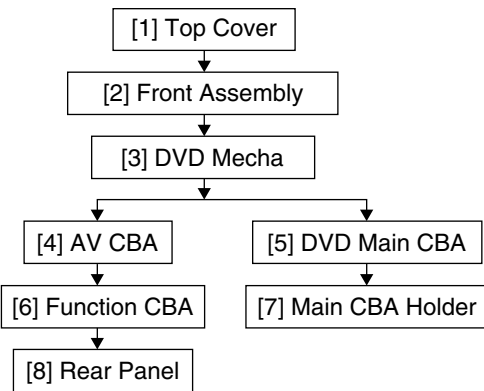 [1] Top Cover
[2] Front Assembly
[3] DVD Mecha
[4] AV CBA
[5] DVD Main CBA
[6] Function CBA
[7] Main CBA Holder
[8] Rear Panel